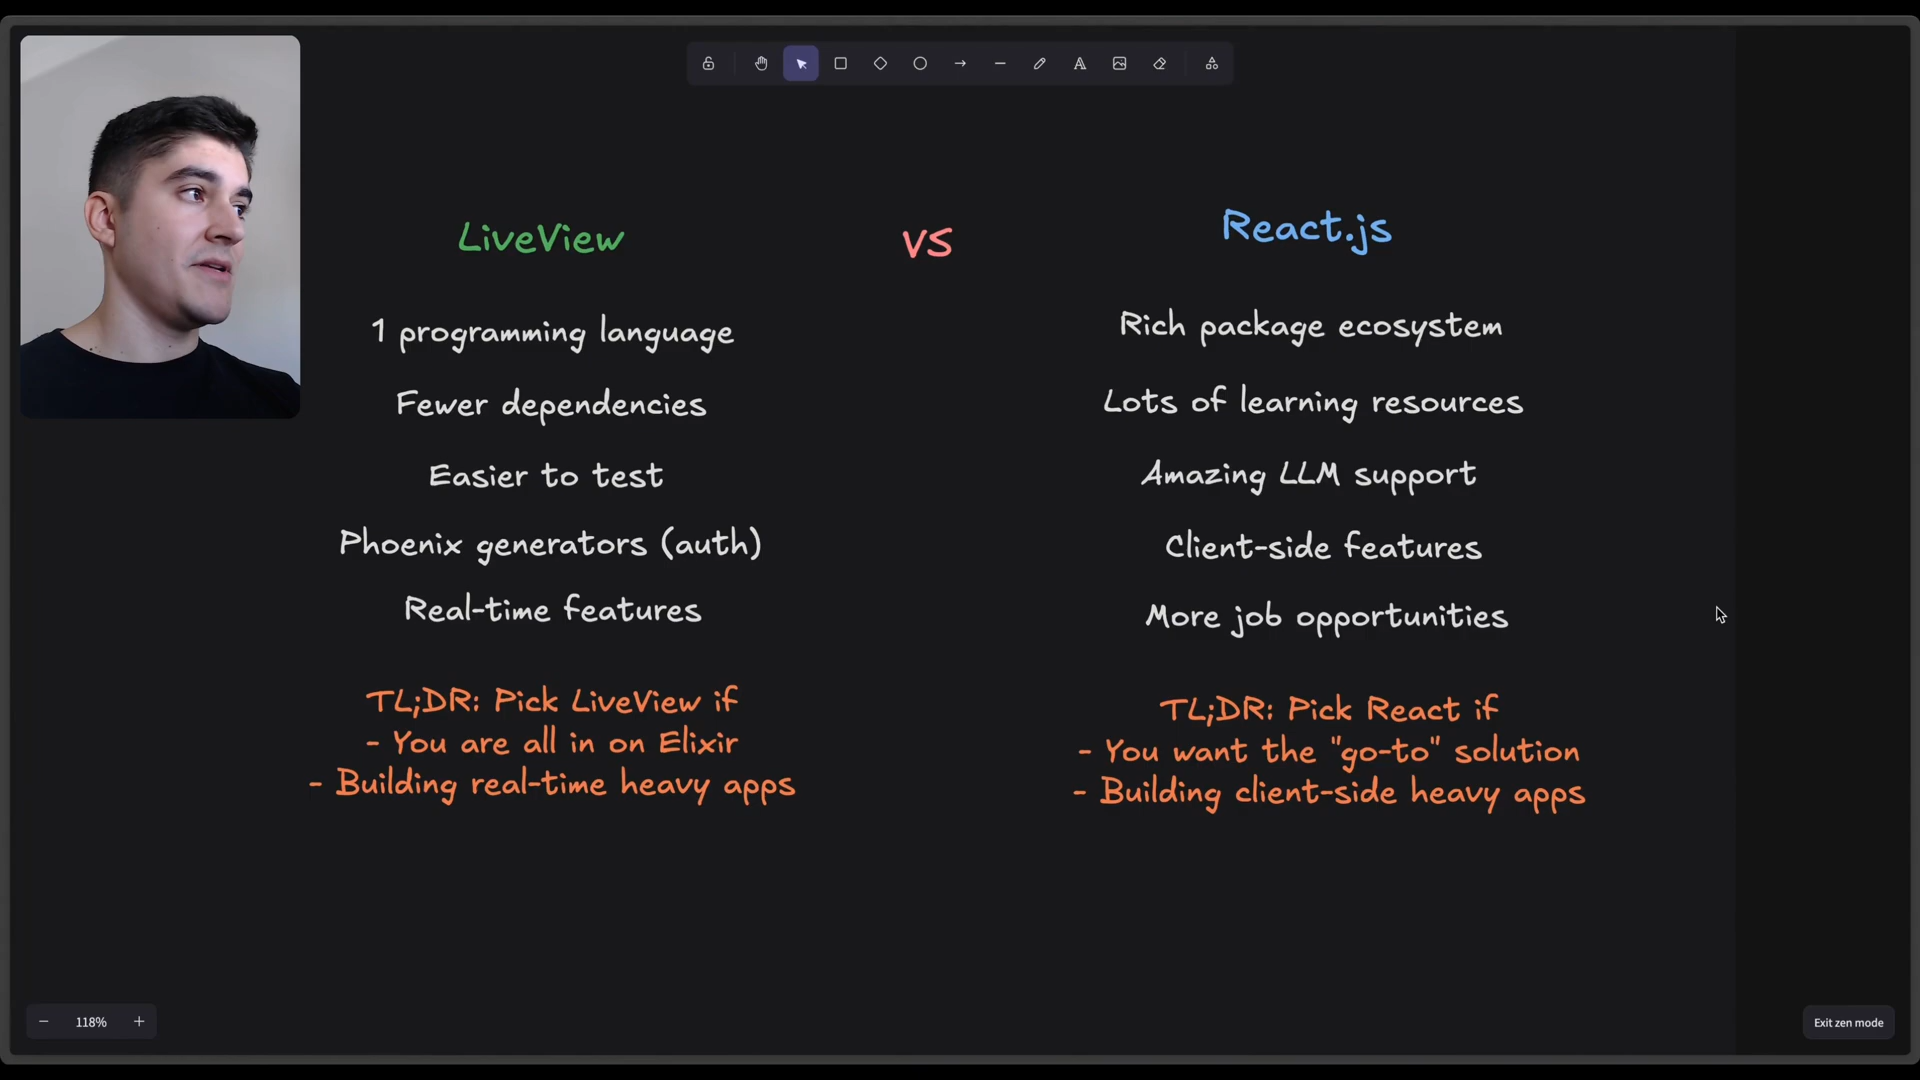 LiveView
vs
React.js
1 programming language
Fewer dependencies
Easier to test
Phoenix generators (auth)
Real-time features
TL;DR: Pick LiveView if
- You are all in on Elixir
- Building real-time heavy apps
Rich package ecosystem
Lots of learning resources
Amazing LLM support
Client-side features
More job opportunities
TL;DR: Pick React if
- You want the "go-to" solution
- Building client-side heavy apps
118%
Exit zen mode